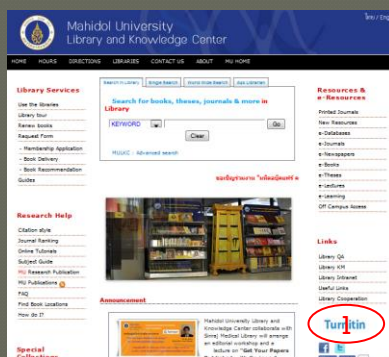 Mahidol University
Library and Knowledge Center
ไทย / English
HOME HOURS DIRECTIONS LIBRARIES CONTACT US ABOUT MU HOME
Library Services
Use the libraries
Library tour
Renew books
Request Form
- Membership Application
- Book Delivery
- Book Recommendation
Guides
Research Help
Citation style
Journal Ranking
Online Tutorials
Subject Guide
MU Research Publication
MU Publications
FAQ
Find Book Locations
How do I?
Special
Collections
Search in Library Single Search World Wide Search Ask Librarian
Search for books, theses, journals & more in
Library
KEYWORD
Go
Clear
MUGIC - Advanced search
Announcement
Mahidol University Library and
Knowledge Center collaborate with
Siriraj Medical Library will arrange
an editorial workshop and a
lecture on "Get Your Papers
Resources &
e-Resources
Printed Journals
New Resources
e-Databases
e-Journals
e-Newspapers
e-Books
e-Theses
e-Lectures
e-Learning
Off Campus Access
Links
Library QA
Library KM
Library Intranet
Useful Links
Library Cooperation
Turnitin
1